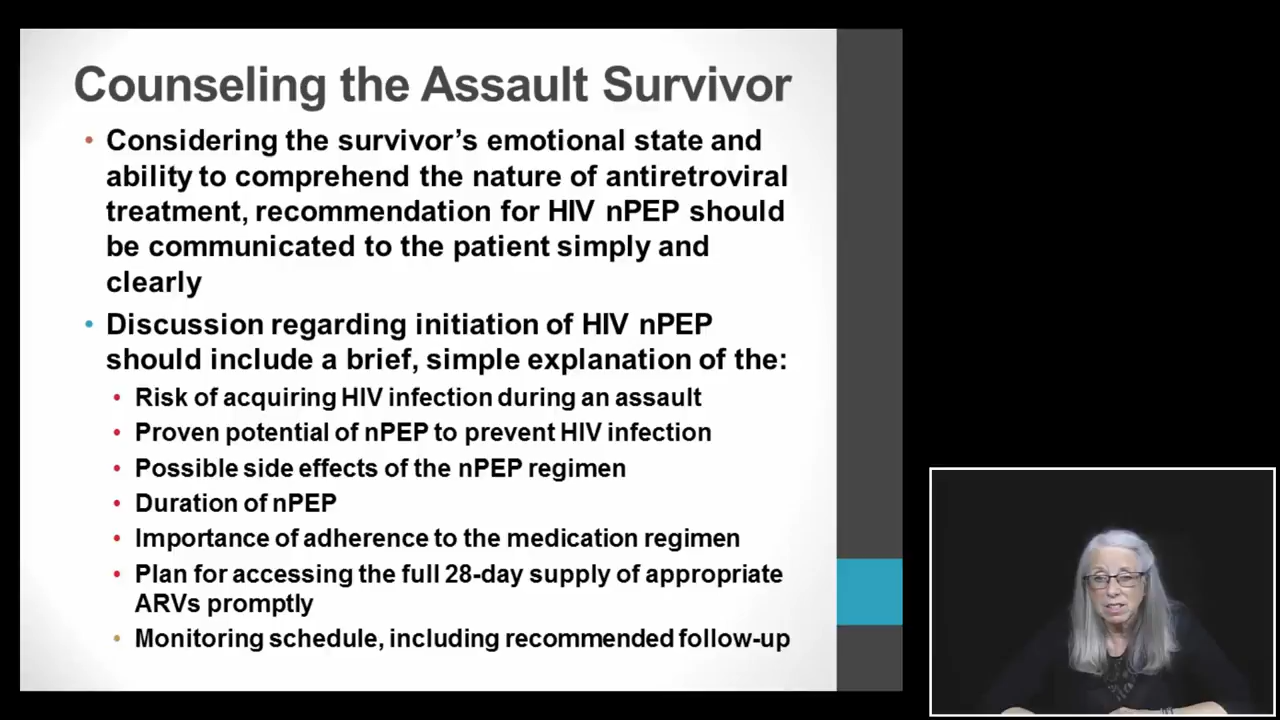 Counseling the Assault Survivor
• Considering the survivor's emotional state and
ability to comprehend the nature of antiretroviral
treatment, recommendation for HIV nPEP should
be communicated to the patient simply and
clearly
• Discussion regarding initiation of HIV nPEP
should include a brief, simple explanation of the:
• Risk of acquiring HIV infection during an assault
• Proven potential of nPEP to prevent HIV infection
• Possible side effects of the nPEP regimen
• Duration of nPEP
• Importance of adherence to the medication regimen
• Plan for accessing the full 28-day supply of appropriate
ARVs promptly
• Monitoring schedule, including recommended follow-up